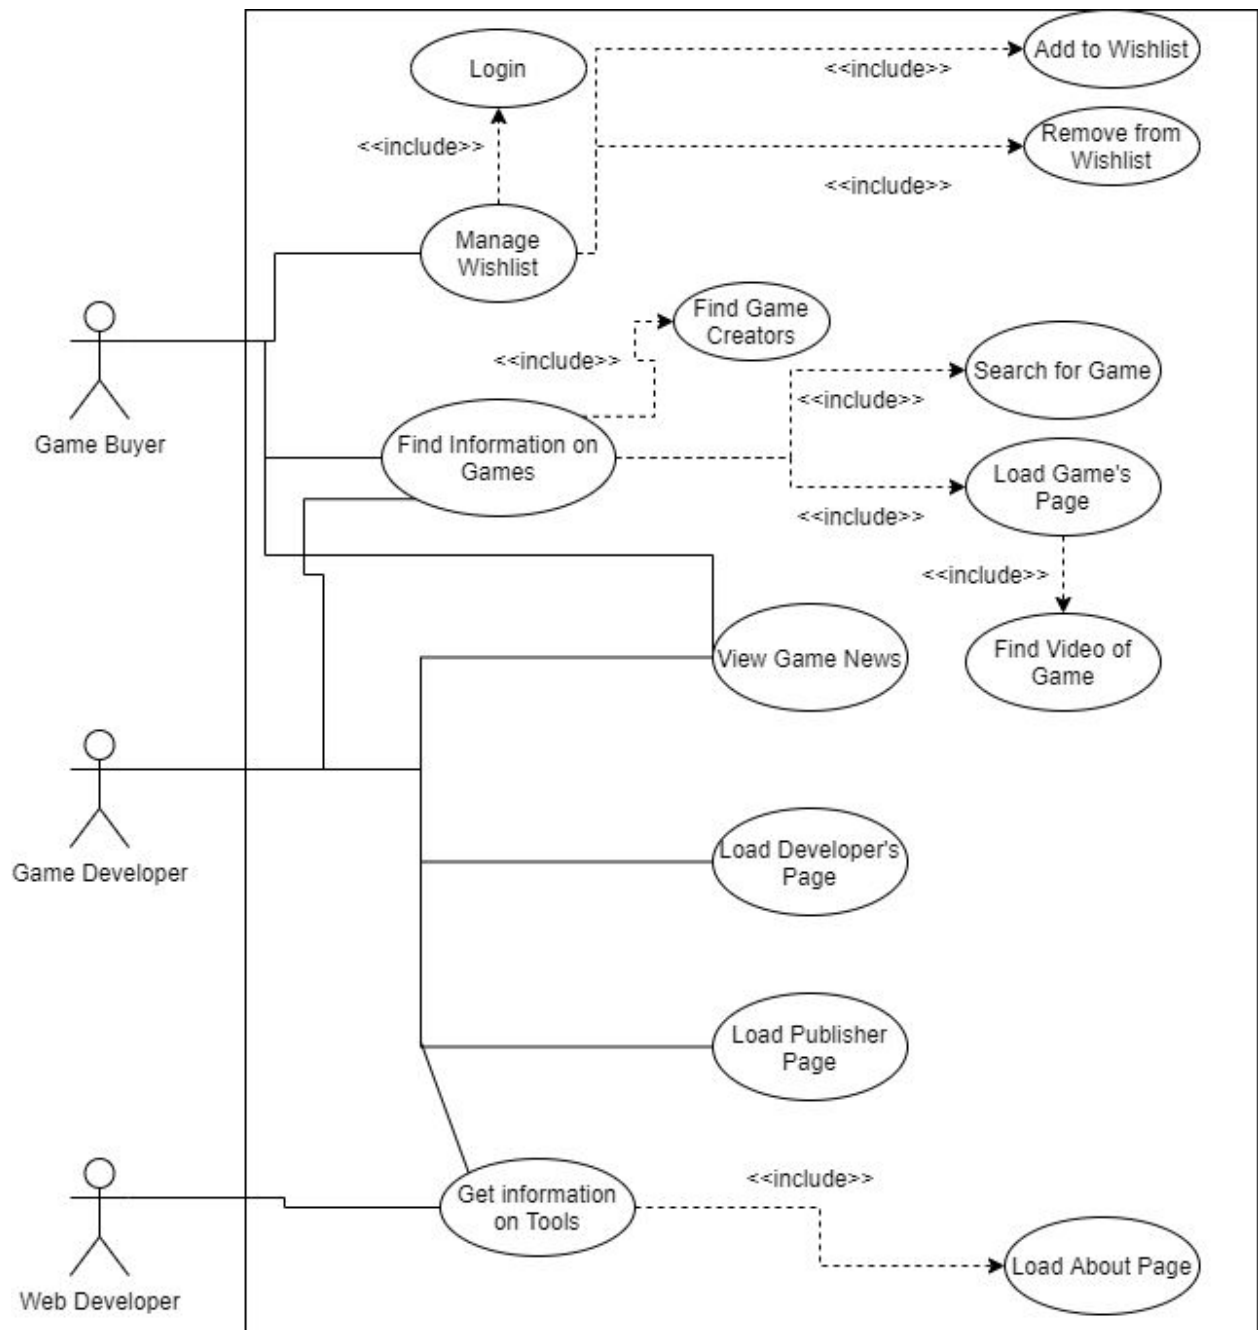 Login
<<include>>
Add to Wishlist
<<include>>
Remove from
Wishlist
<<include>>
Manage
Wishlist
Find Game
Creators
<<include>>
Search for Game
<<include>>
Game Buyer
Find Information on
Games
Load Game's
Page
<<include>>
<<include>>
View Game News
Find Video of
Game
Game Developer
Load Developer's
Page
Load Publisher
Page
<<include>>
Get information
on Tools
Load About Page
Web Developer